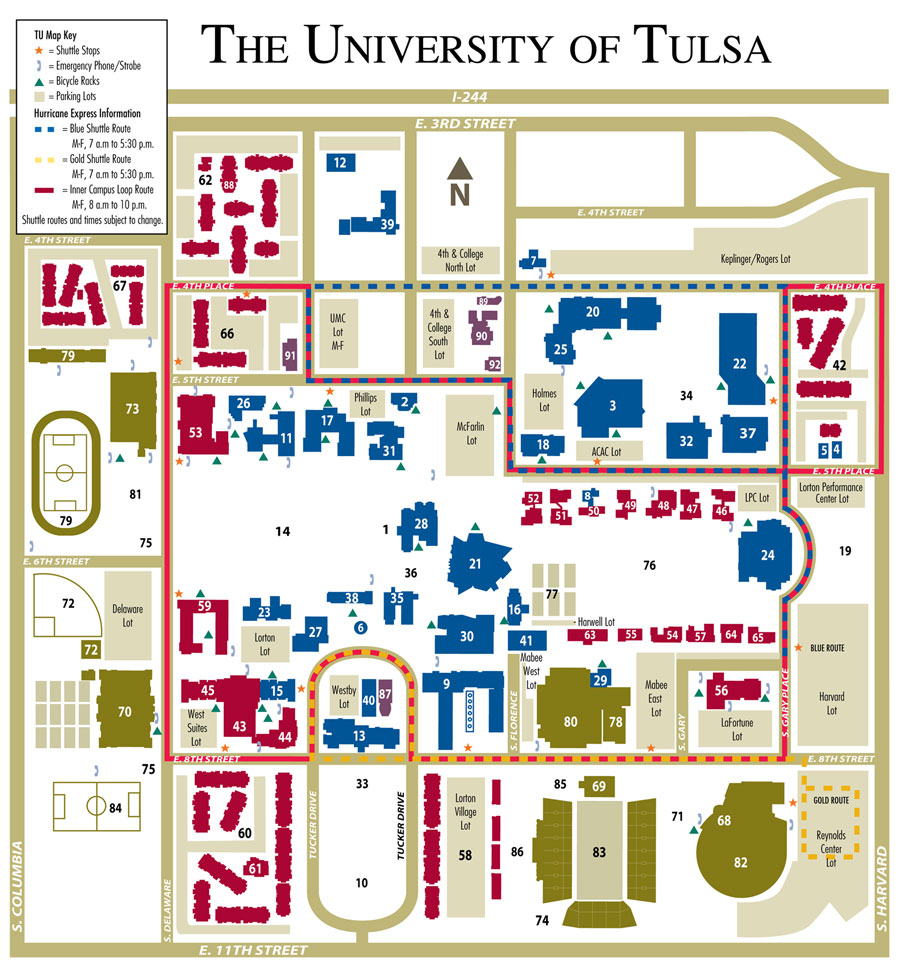 THE UNIVERSITY OF TULSA
TU Map Key
= Shuttle Stops
= Emergency Phone/Strobe
= Bicycle Racks
= Parking Lots
Hurricane Express Information
= Blue Shuttle Route
M-F, 7 a.m to 5:30 p.m.
= Gold Shuttle Route
M-F, 7 a.m to 5:30 p.m.
= Inner Campus Loop Route
M-F, 8 a.m to 10 p.m.
Shuttle routes and times subject to change.
I-244
E. 3RD STREET
12
62
88
39
N
E. 4TH STREET
E. 4TH STREET
4th & College
North Lot
7
Keplinger/Rogers Lot
67
E. 4TH PLACE
E. 4TH PLACE
66
91
UMC
Lot
M-F
4th &
College
South
Lot
89
90
92
20
25
22
42
79
E. 5TH STREET
73
53
26
11
17
Phillips
Lot
2
31
McFarlin
Lot
Holmes
Lot
3
34
18
ACAC Lot
32
37
5
4
E. 5TH PLACE
79
81
75
14
1
28
36
21
52
51
8
50
49
48
47
46
LPC Lot
Lorton Performance
Center Lot
24
19
76
77
E. 6TH STREET
72
72
Delaware
Lot
59
23
Lorton
Lot
27
38
6
35
30
16
41
Harwell Lot
63
55
54
57
64
65
BLUE ROUTE
70
45
15
43
44
West
Suites
Lot
Westby
Lot
40
87
13
9
Mabee
West
Lot
S. FLORENCE
29
80
78
Mabee
East
Lot
S. GARY
56
LaFortune
Lot
S. GARY PLACE
Harvard
Lot
E. 8TH STREET
E. 8TH STREET
75
84
60
61
TUCKER DRIVE
33
10
TUCKER DRIVE
Lorton
Village
Lot
58
86
85
69
83
74
71
68
82
GOLD ROUTE
Reynolds
Center
Lot
S. COLUMBIA
S. DELAWARE
S. HARVARD
E. 11TH STREET